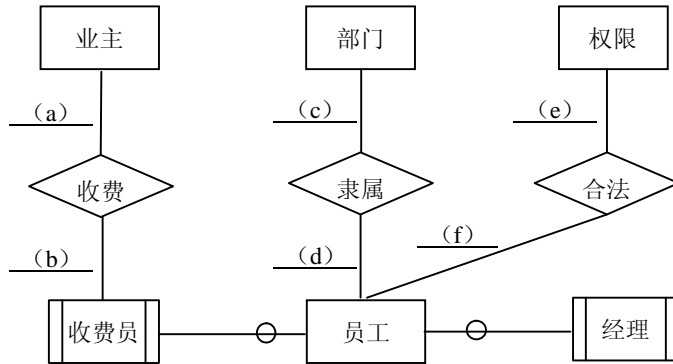 业主
部门
权限
（a）
（c）
（e）
收费
隶属
合法
（b）
（d）
（f）
收费员
员工
经理